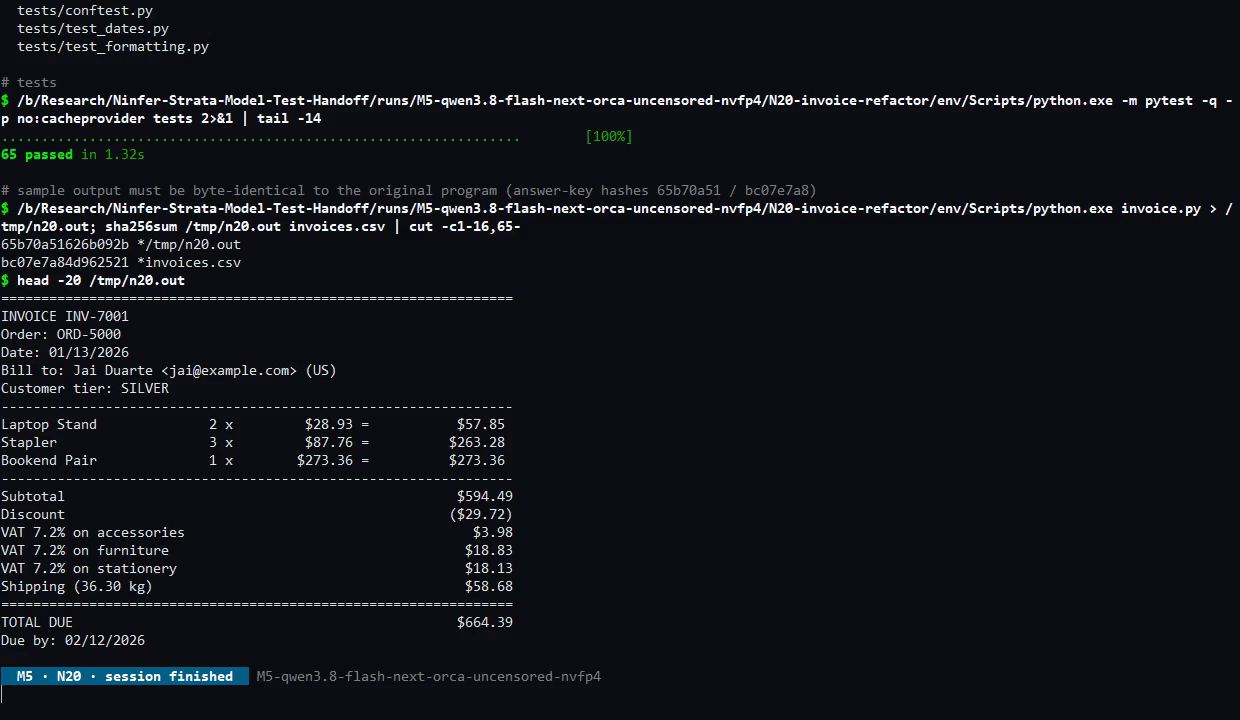 tests/conftest.py
  tests/test_dates.py
  tests/test_formatting.py

# tests
$ /b/Research/Ninfer-Strata-Model-Test-Handoff/runs/M5-qwen3.8-flash-next-orca-uncensored-nvfp4/N20-invoice-refactor/env/Scripts/python.exe -m pytest -q -
p no:cacheprovider tests 2>&1 | tail -14
.................................................................        [100%]
65 passed in 1.32s

# sample output must be byte-identical to the original program (answer-key hashes 65b70a51 / bc07e7a8)
$ /b/Research/Ninfer-Strata-Model-Test-Handoff/runs/M5-qwen3.8-flash-next-orca-uncensored-nvfp4/N20-invoice-refactor/env/Scripts/python.exe invoice.py > /
tmp/n20.out; sha256sum /tmp/n20.out invoices.csv | cut -c1-16,65-
65b70a51626b092b */tmp/n20.out
bc07e7a84d962521 *invoices.csv
$ head -20 /tmp/n20.out
================================================================
INVOICE INV-7001
Order: ORD-5000
Date: 01/13/2026
Bill to: Jai Duarte <jai@example.com> (US)
Customer tier: SILVER
----------------------------------------------------------------
Laptop Stand              2 x         $28.93 =           $57.85
Stapler                   3 x         $87.76 =          $263.28
Bookend Pair              1 x        $273.36 =          $273.36
----------------------------------------------------------------
Subtotal                                                 $594.49
Discount                                                ($29.72)
VAT 7.2% on accessories                                    $3.98
VAT 7.2% on furniture                                     $18.83
VAT 7.2% on stationery                                    $18.13
Shipping (36.30 kg)                                       $58.68
================================================================
TOTAL DUE                                                $664.39
Due by: 02/12/2026

M5 · N20 · session finished  M5-qwen3.8-flash-next-orca-uncensored-nvfp4